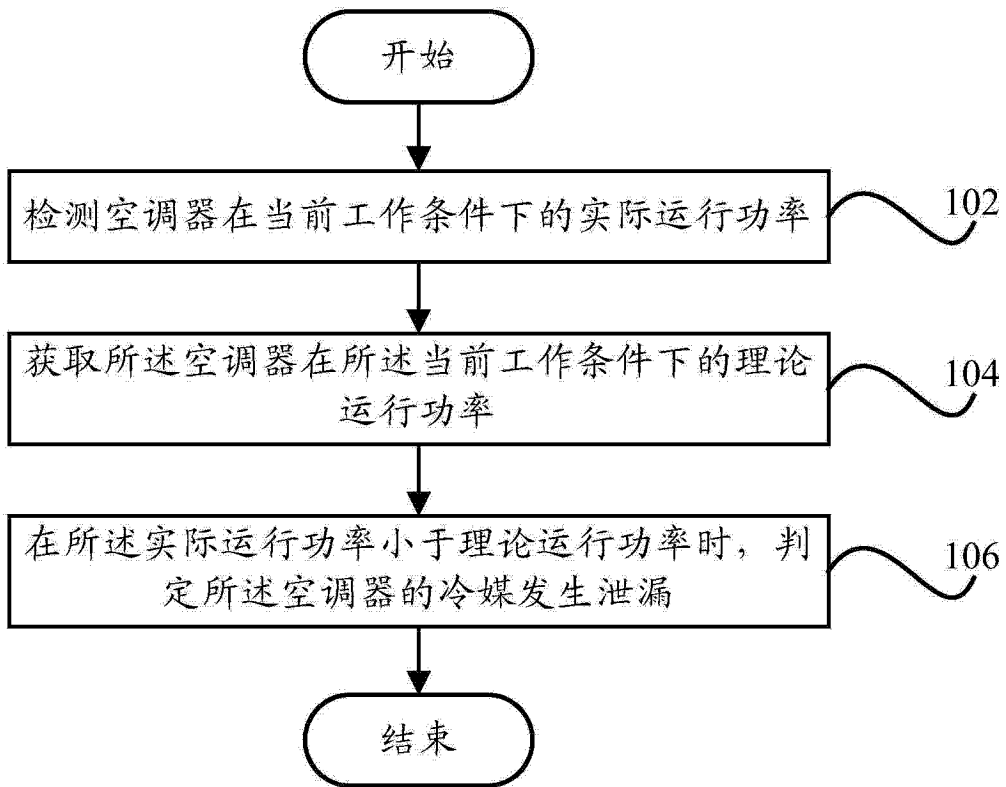 开始
检测空调器在当前工作条件下的实际运行功率
102
获取所述空调器在所述当前工作条件下的理论
运行功率
104
在所述实际运行功率小于理论运行功率时，判
定所述空调器的冷媒发生泄漏
106
结束